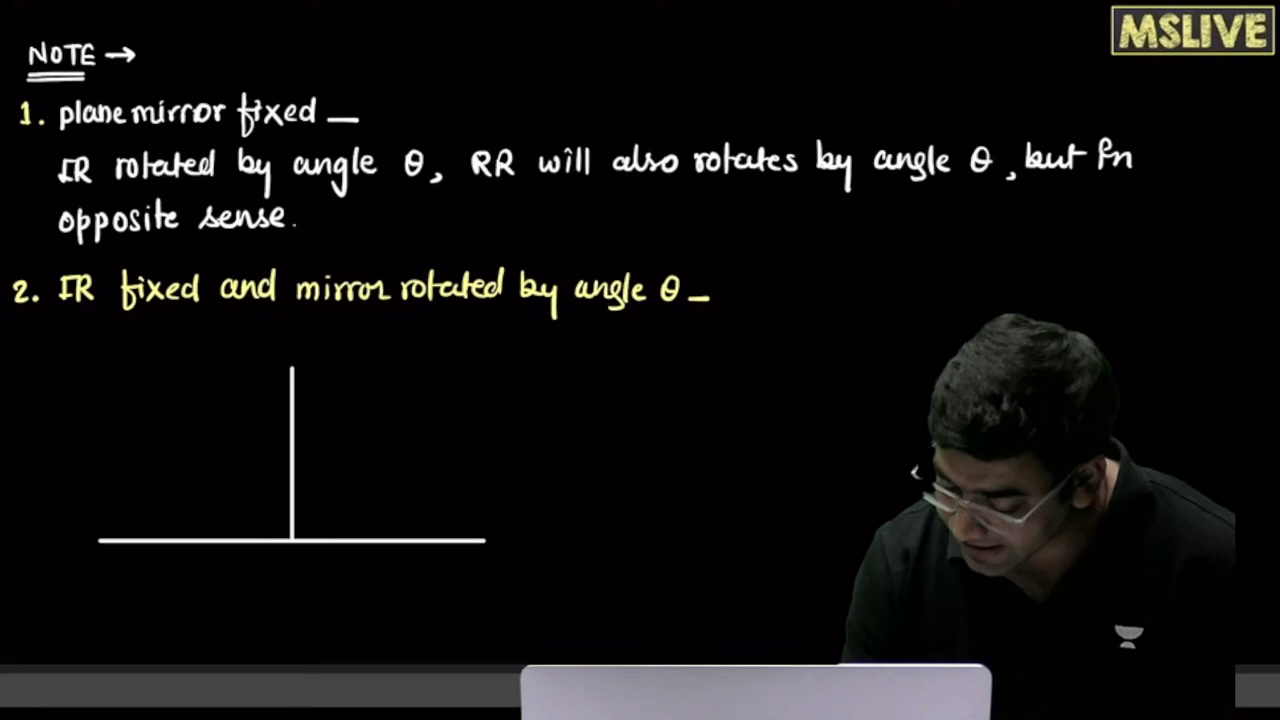 MSLIVE
NOTE →
1. plane mirror fixed —
IR rotated by angle θ, RR will also rotates by angle θ, but in
opposite sense.
2. IR fixed and mirror rotated by angle θ —